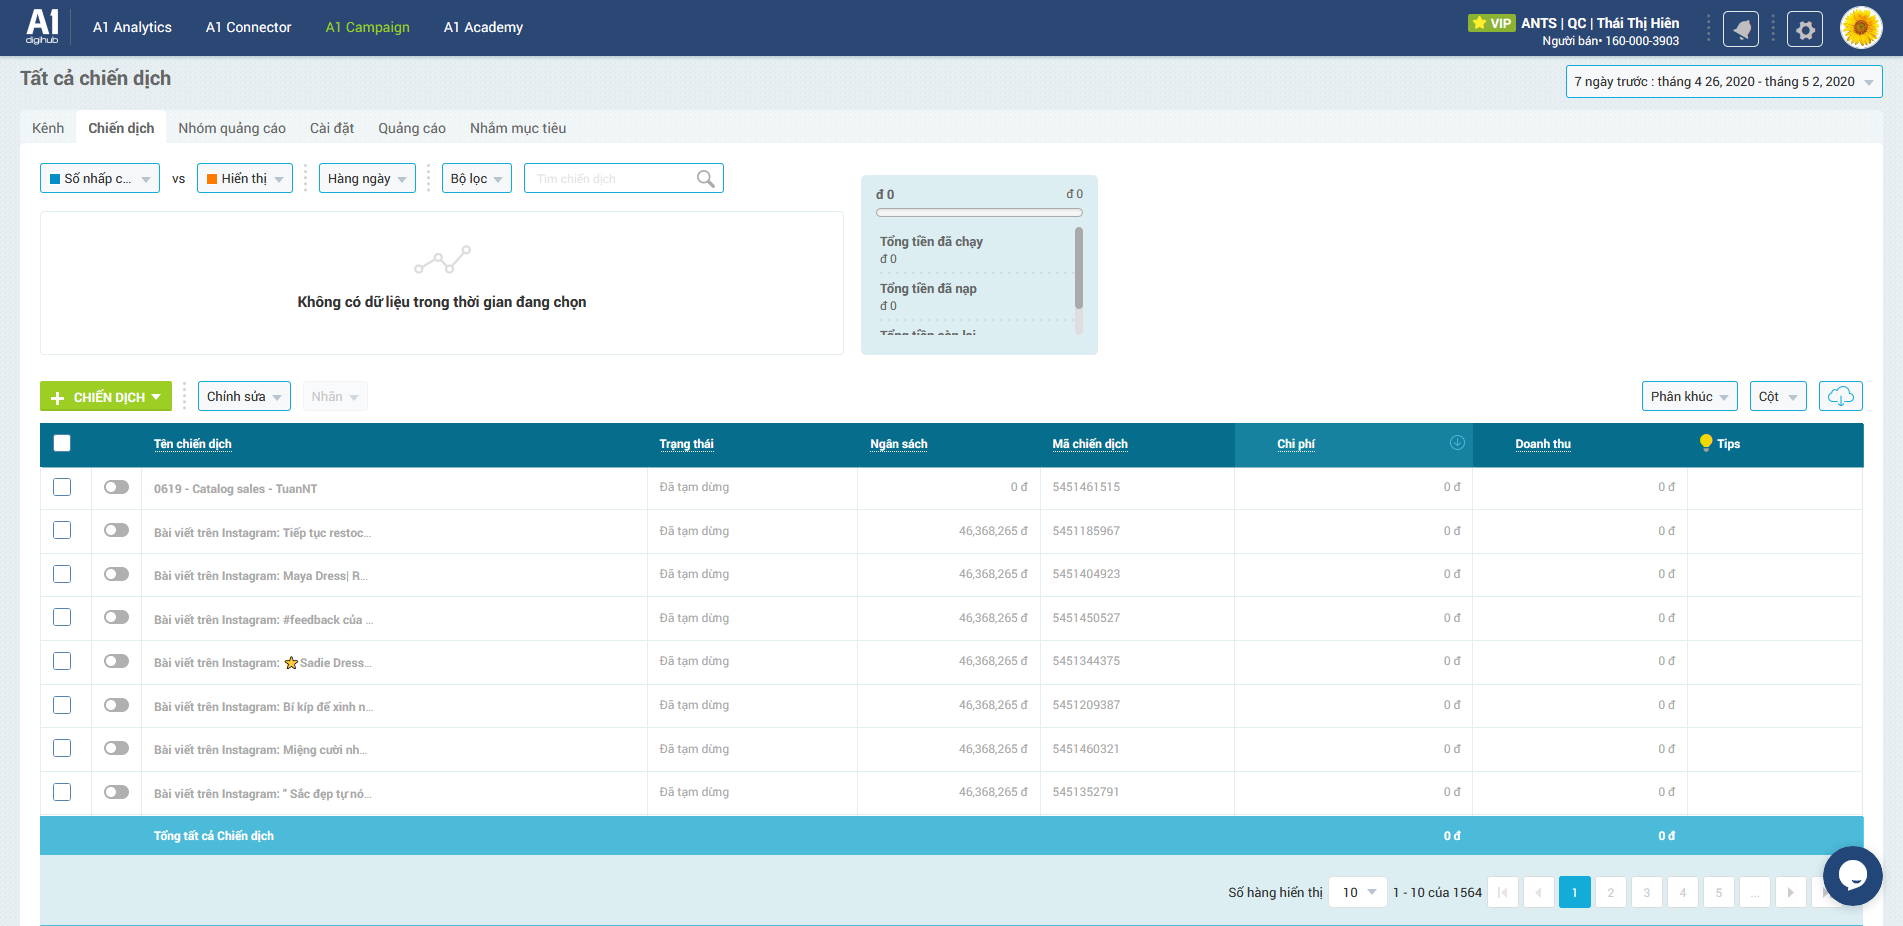 A1 digihub
A1 Analytics
A1 Connector
A1 Campaign
A1 Academy
VIP ANTS | QC | Thái Thị Hiên
Người bán• 160-000-3903
Tất cả chiến dịch
7 ngày trước : tháng 4 26, 2020 - tháng 5 2, 2020
Kênh
Chiến dịch
Nhóm quảng cáo
Cài đặt
Quảng cáo
Nhắm mục tiêu
Số nhấp c...
vs
Hiển thị
Hàng ngày
Bộ lọc
Tìm chiến dịch
Không có dữ liệu trong thời gian đang chọn
đ 0
đ 0
Tổng tiền đã chạy
đ 0
Tổng tiền đã nạp
đ 0
Tổng tiền còn lại
+ CHIẾN DỊCH
Chỉnh sửa
Nhãn
Phân khúc
Cột
Tên chiến dịch Trạng thái Ngân sách Mã chiến dịch Chi phí Doanh thu Tips
0619 - Catalog sales - TuanNT Đã tạm dừng 0 đ 5451461515 0 đ 0 đ
Bài viết trên Instagram: Tiếp tục restoc... Đã tạm dừng 46,368,265 đ 5451185967 0 đ 0 đ
Bài viết trên Instagram: Maya Dress| R... Đã tạm dừng 46,368,265 đ 5451404923 0 đ 0 đ
Bài viết trên Instagram: #feedback của ... Đã tạm dừng 46,368,265 đ 5451450527 0 đ 0 đ
Bài viết trên Instagram: ⭐Sadie Dress... Đã tạm dừng 46,368,265 đ 5451344375 0 đ 0 đ
Bài viết trên Instagram: Bí kíp để xinh n... Đã tạm dừng 46,368,265 đ 5451209387 0 đ 0 đ
Bài viết trên Instagram: Miệng cười nh... Đã tạm dừng 46,368,265 đ 5451460321 0 đ 0 đ
Bài viết trên Instagram: " Sắc đẹp tự nó... Đã tạm dừng 46,368,265 đ 5451352791 0 đ 0 đ
Tổng tất cả Chiến dịch 0 đ 0 đ
Số hàng hiển thị 10 1 - 10 của 1564 1 2 3 4 5 ...